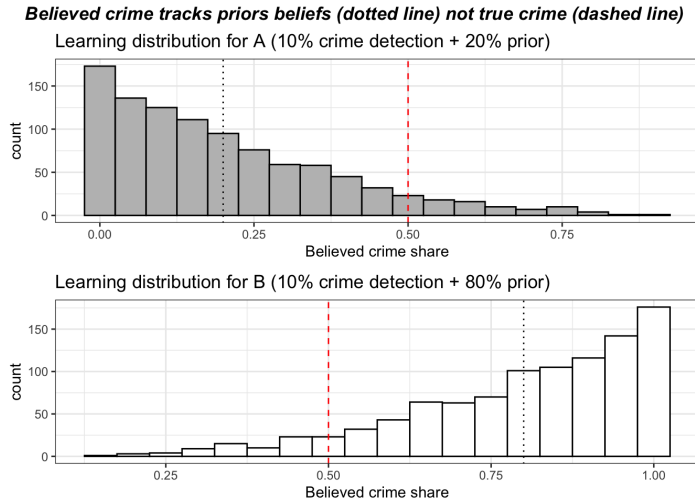 Believed crime tracks priors beliefs (dotted line) not true crime (dashed line)
Learning distribution for A (10% crime detection + 20% prior)
count
150
100
50
0
0.00 0.25 0.50 0.75
Believed crime share
Learning distribution for B (10% crime detection + 80% prior)
count
150
100
50
0
0.25 0.50 0.75 1.00
Believed crime share